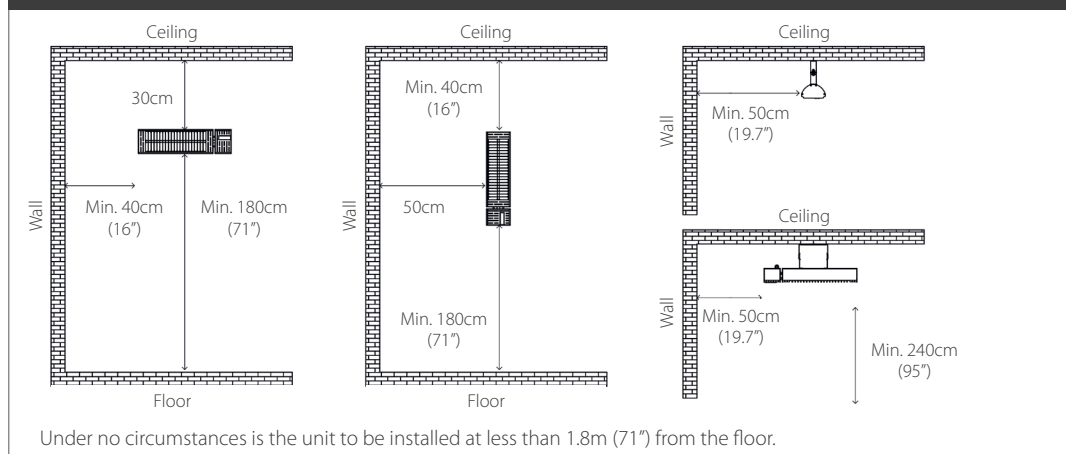 Ceiling
30cm
Wall
Min. 40cm
(16”)
Min. 180cm
(71”)
Floor
Ceiling
Min. 40cm
(16”)
Wall
50cm
Min. 180cm
(71”)
Floor
Ceiling
Wall
Min. 50cm
(19.7”)
Ceiling
Wall
Min. 50cm
(19.7”)
Min. 240cm
(95”)
Under no circumstances is the unit to be installed at less than 1.8m (71”) from the floor.